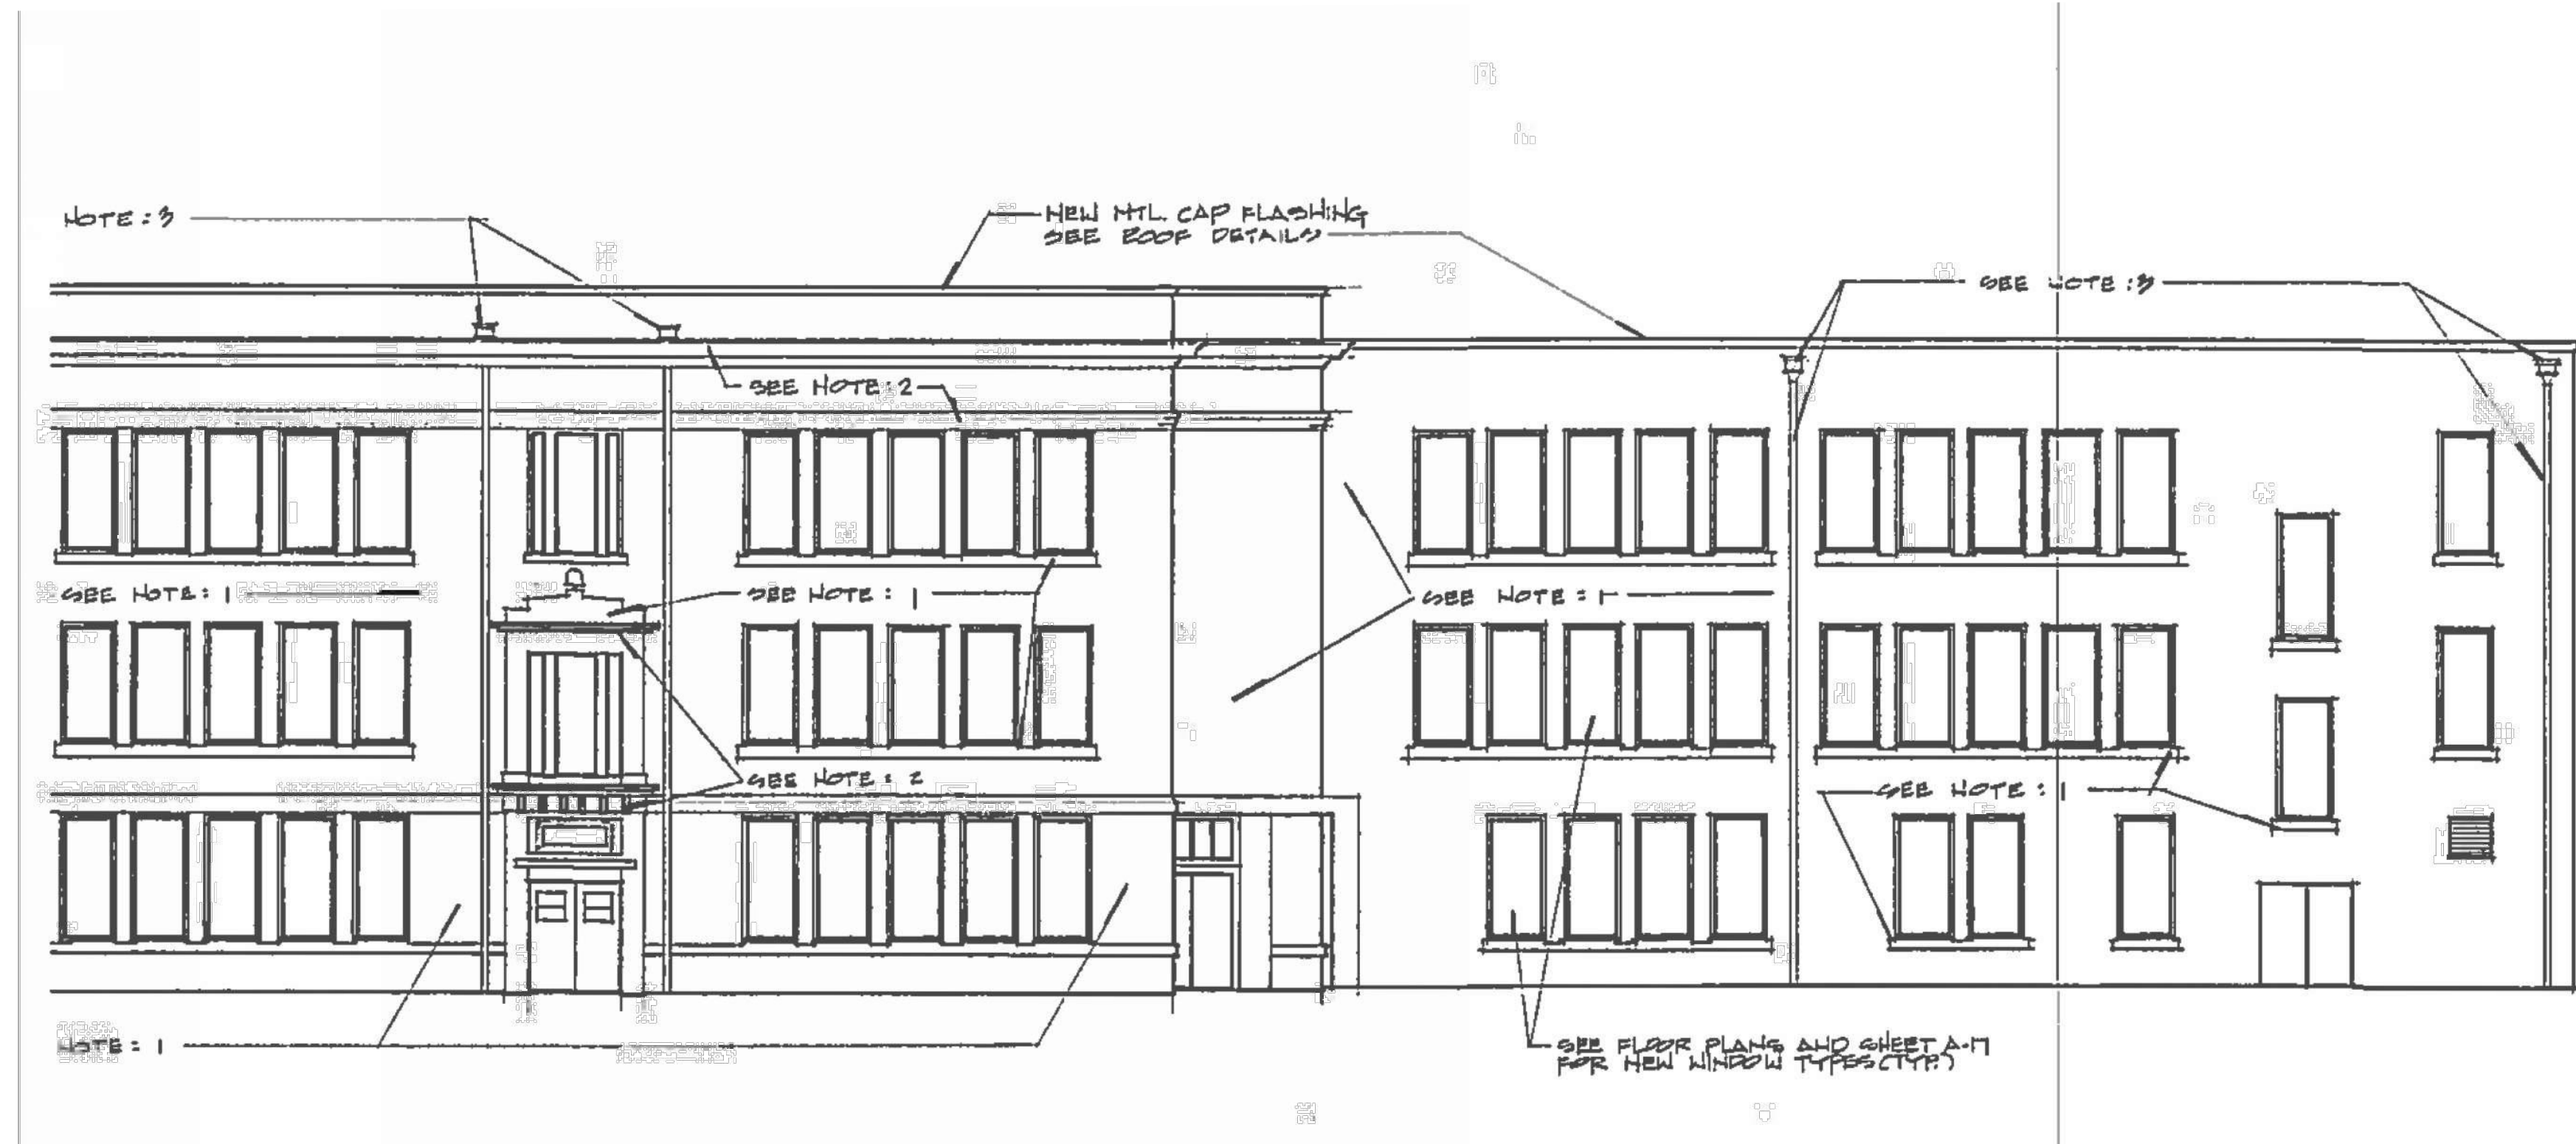 NOTE : 3
NEW MTL. CAP FLASHING
SEE ROOF DETAILS
SEE NOTE : 3
SEE NOTE : 2
SEE NOTE : 1
SEE NOTE : 1
SEE NOTE : 1
SEE NOTE : 2
SEE NOTE : 1
NOTE : 1
SEE FLOOR PLANS AND SHEET A-17
FOR NEW WINDOW TYPES (TYP.)